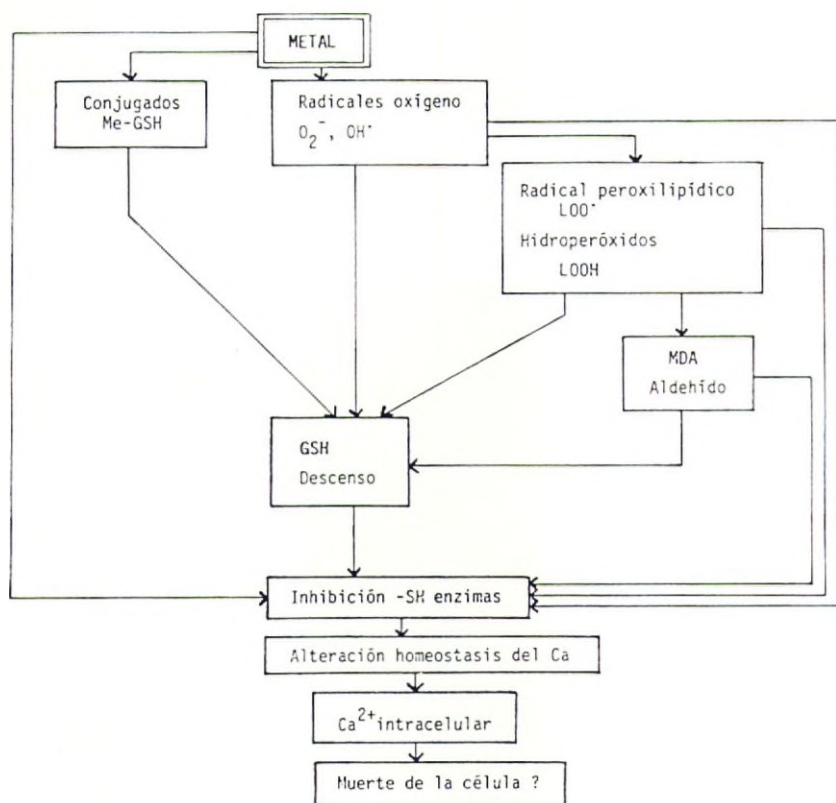 METAL
Conjugados
Me-GSH
Radicales oxígeno
O₂⁻, OH·
Radical peroxilipídico
LOO·
Hidroperóxidos
LOOH
MDA
Aldehído
GSH
Descenso
Inhibición -SH enzimas
Alteración homeostasis del Ca
Ca²⁺intracelular
Muerte de la célula ?